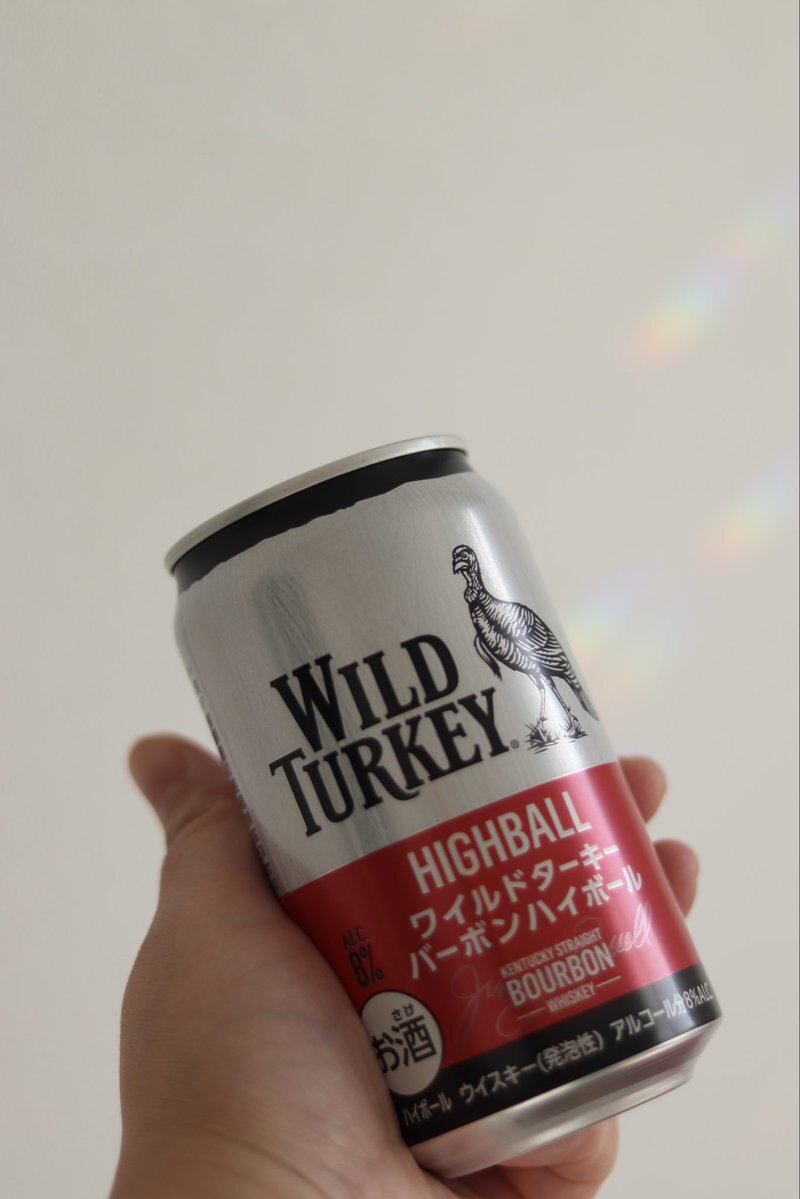 WILD
TURKEY®
HIGHBALL
ワイルドターキー
バーボンハイボール
KENTUCKY STRAIGHT
BOURBON
WHISKEY
ALC.
8%
さけ
お酒
ハイボール ウイスキー(発泡性) アルコール分8%ALC.